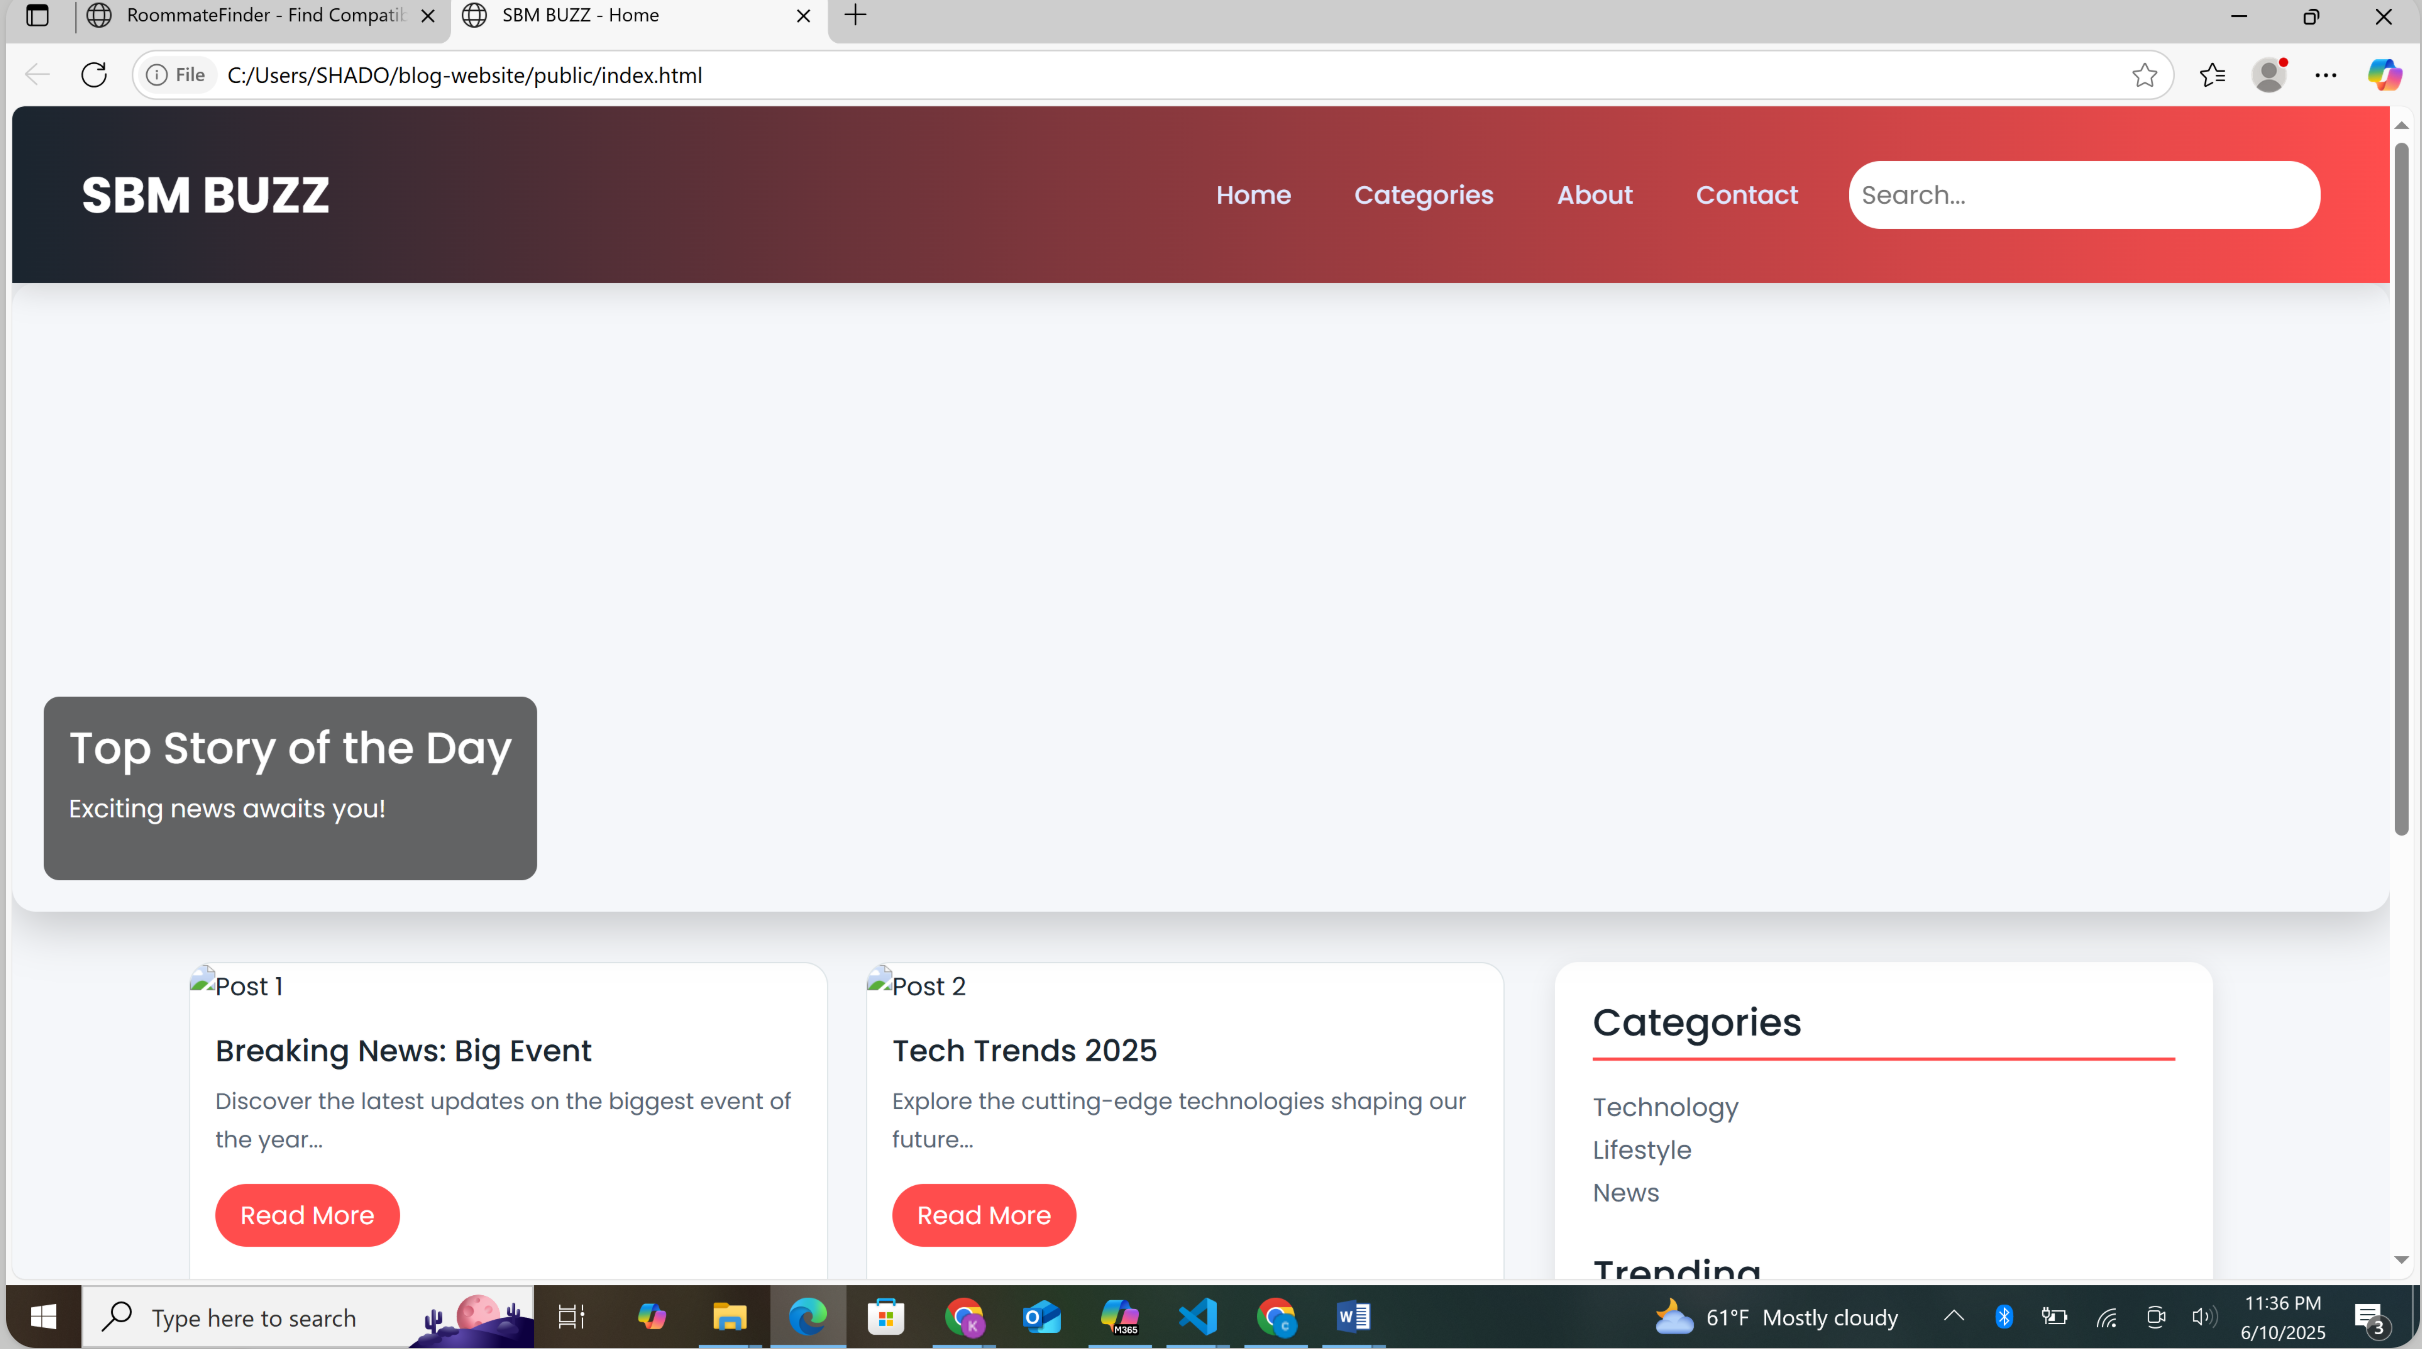 RoommateFinder - Find Compatib
SBM BUZZ - Home
File
C:/Users/SHADO/blog-website/public/index.html
SBM BUZZ
Home
Categories
About
Contact
Search...
Top Story of the Day
Exciting news awaits you!
Post 1
Breaking News: Big Event
Discover the latest updates on the biggest event of
the year...
Read More
Post 2
Tech Trends 2025
Explore the cutting-edge technologies shaping our
future...
Read More
Categories
Technology
Lifestyle
News
Trending
Type here to search
K
O
M365
C
W
61°F Mostly cloudy
11:36 PM
6/10/2025
3